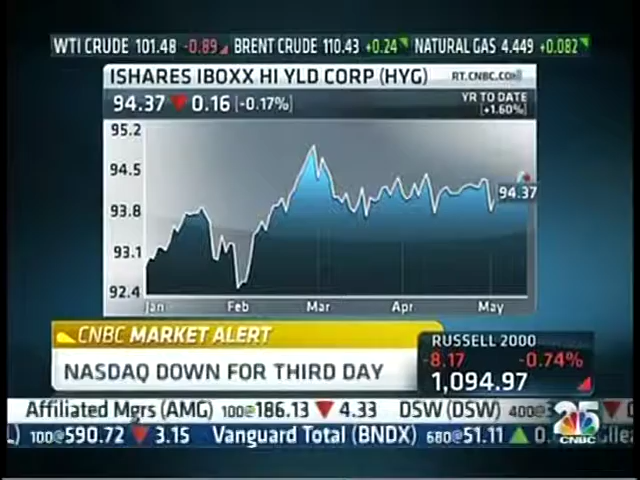 WTI CRUDE 101.48 -0.89 BRENT CRUDE 110.43 +0.24 NATURAL GAS 4.449 +0.082
ISHARES IBOXX HI YLD CORP (HYG) RT.CNBC.COM
94.37 0.16 [-0.17%] YR TO DATE
[+1.60%]
95.2
94.5
93.8
93.1
92.4
94.37
Jan Feb Mar Apr May
CNBC MARKET ALERT
NASDAQ DOWN FOR THIRD DAY
RUSSELL 2000
-8.17 -0.74%
1,094.97
Affiliated Mgrs (AMG) 100@186.13 4.33 DSW (DSW) 400@3
25
CNBC
100@590.72 3.15 Vanguard Total (BNDX) 680@51.11 0.